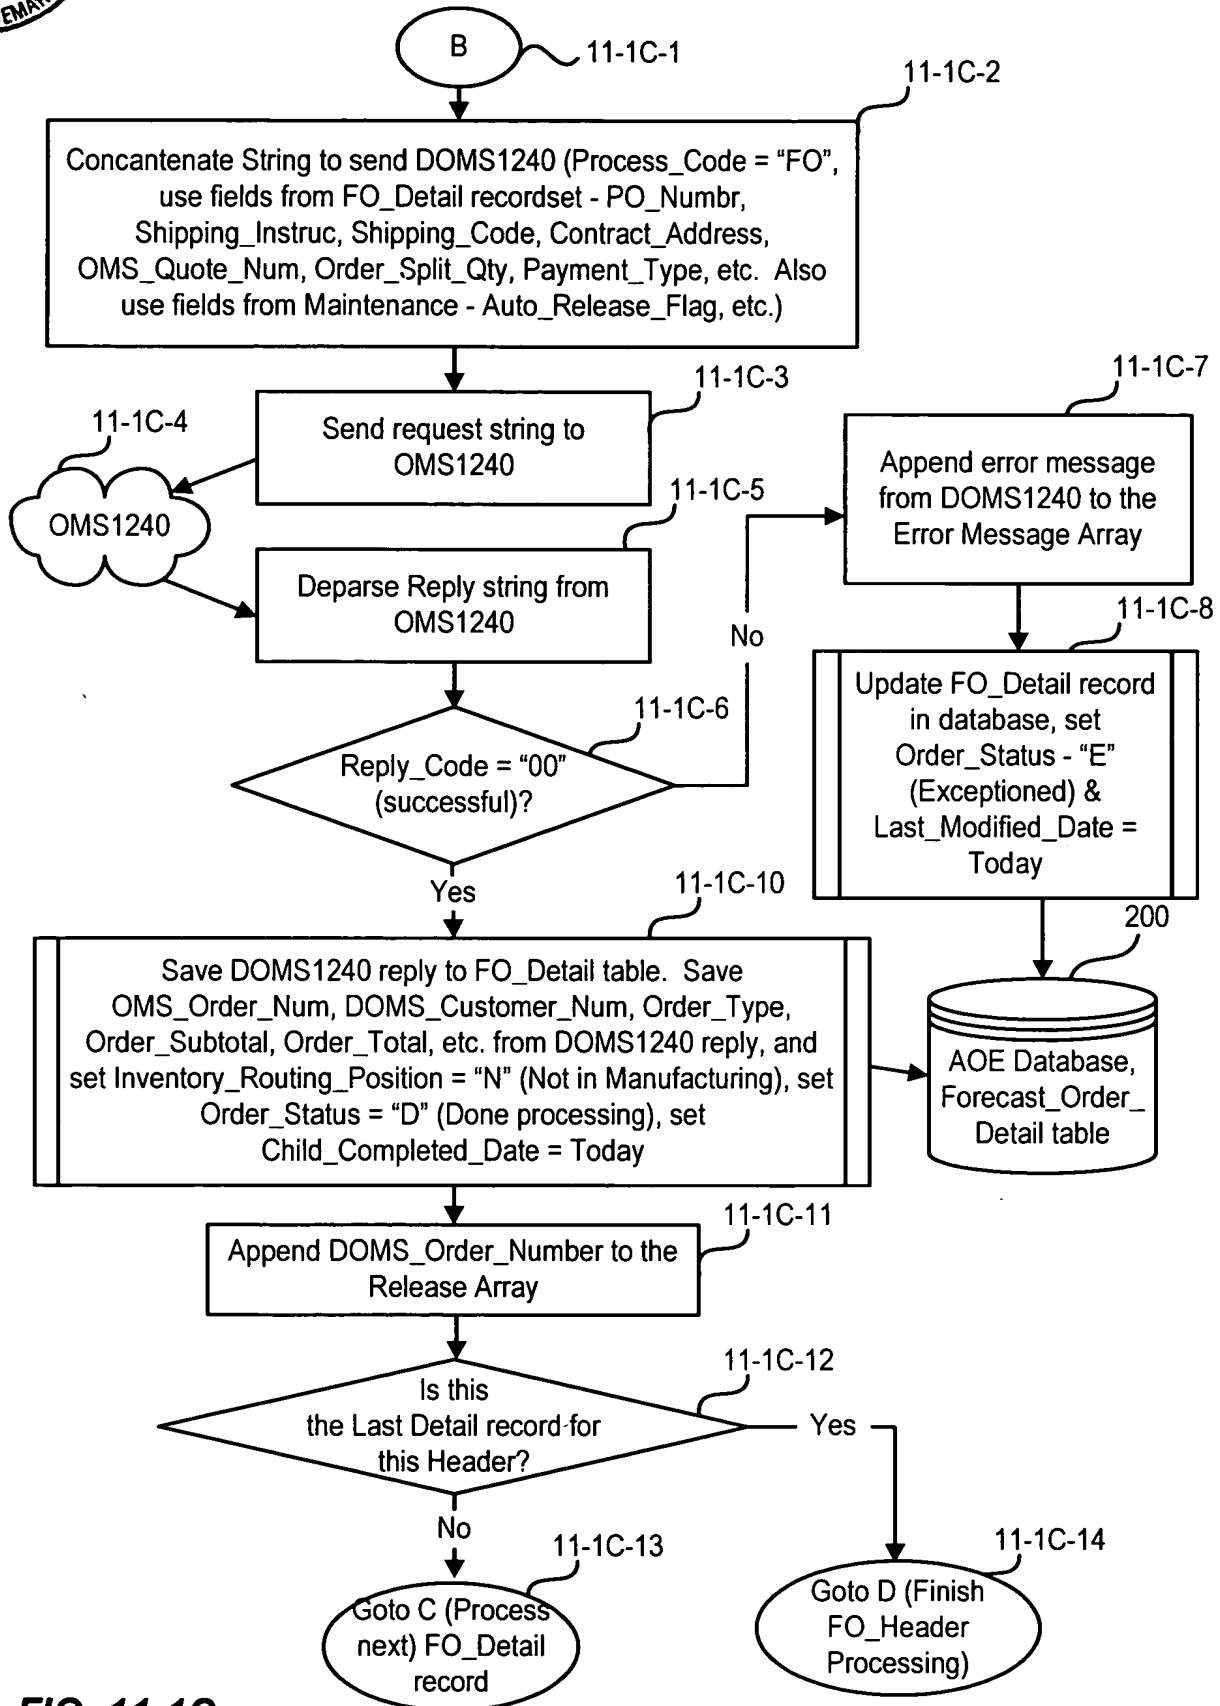 EMAR
B
11-1C-1
11-1C-2
Concantenate String to send DOMS1240 (Process_Code = “FO”,
use fields from FO_Detail recordset - PO_Numbr,
Shipping_Instruc, Shipping_Code, Contract_Address,
OMS_Quote_Num, Order_Split_Qty, Payment_Type, etc. Also
use fields from Maintenance - Auto_Release_Flag, etc.)
11-1C-3
Send request string to
OMS1240
11-1C-4
OMS1240
11-1C-5
Deparse Reply string from
OMS1240
11-1C-6
Reply_Code = “00”
(successful)?
No
11-1C-7
Append error message
from DOMS1240 to the
Error Message Array
11-1C-8
Update FO_Detail record
in database, set
Order_Status - “E”
(Exceptioned) &
Last_Modified_Date =
Today
200
AOE Database,
Forecast_Order_
Detail table
Yes
11-1C-10
Save DOMS1240 reply to FO_Detail table. Save
OMS_Order_Num, DOMS_Customer_Num, Order_Type,
Order_Subtotal, Order_Total, etc. from DOMS1240 reply, and
set Inventory_Routing_Position = “N” (Not in Manufacturing), set
Order_Status = “D” (Done processing), set
Child_Completed_Date = Today
11-1C-11
Append DOMS_Order_Number to the
Release Array
11-1C-12
Is this
the Last Detail record for
this Header?
Yes
No
11-1C-13
Goto C (Process
next) FO_Detail
record
11-1C-14
Goto D (Finish
FO_Header
Processing)
FIG. 11-1C